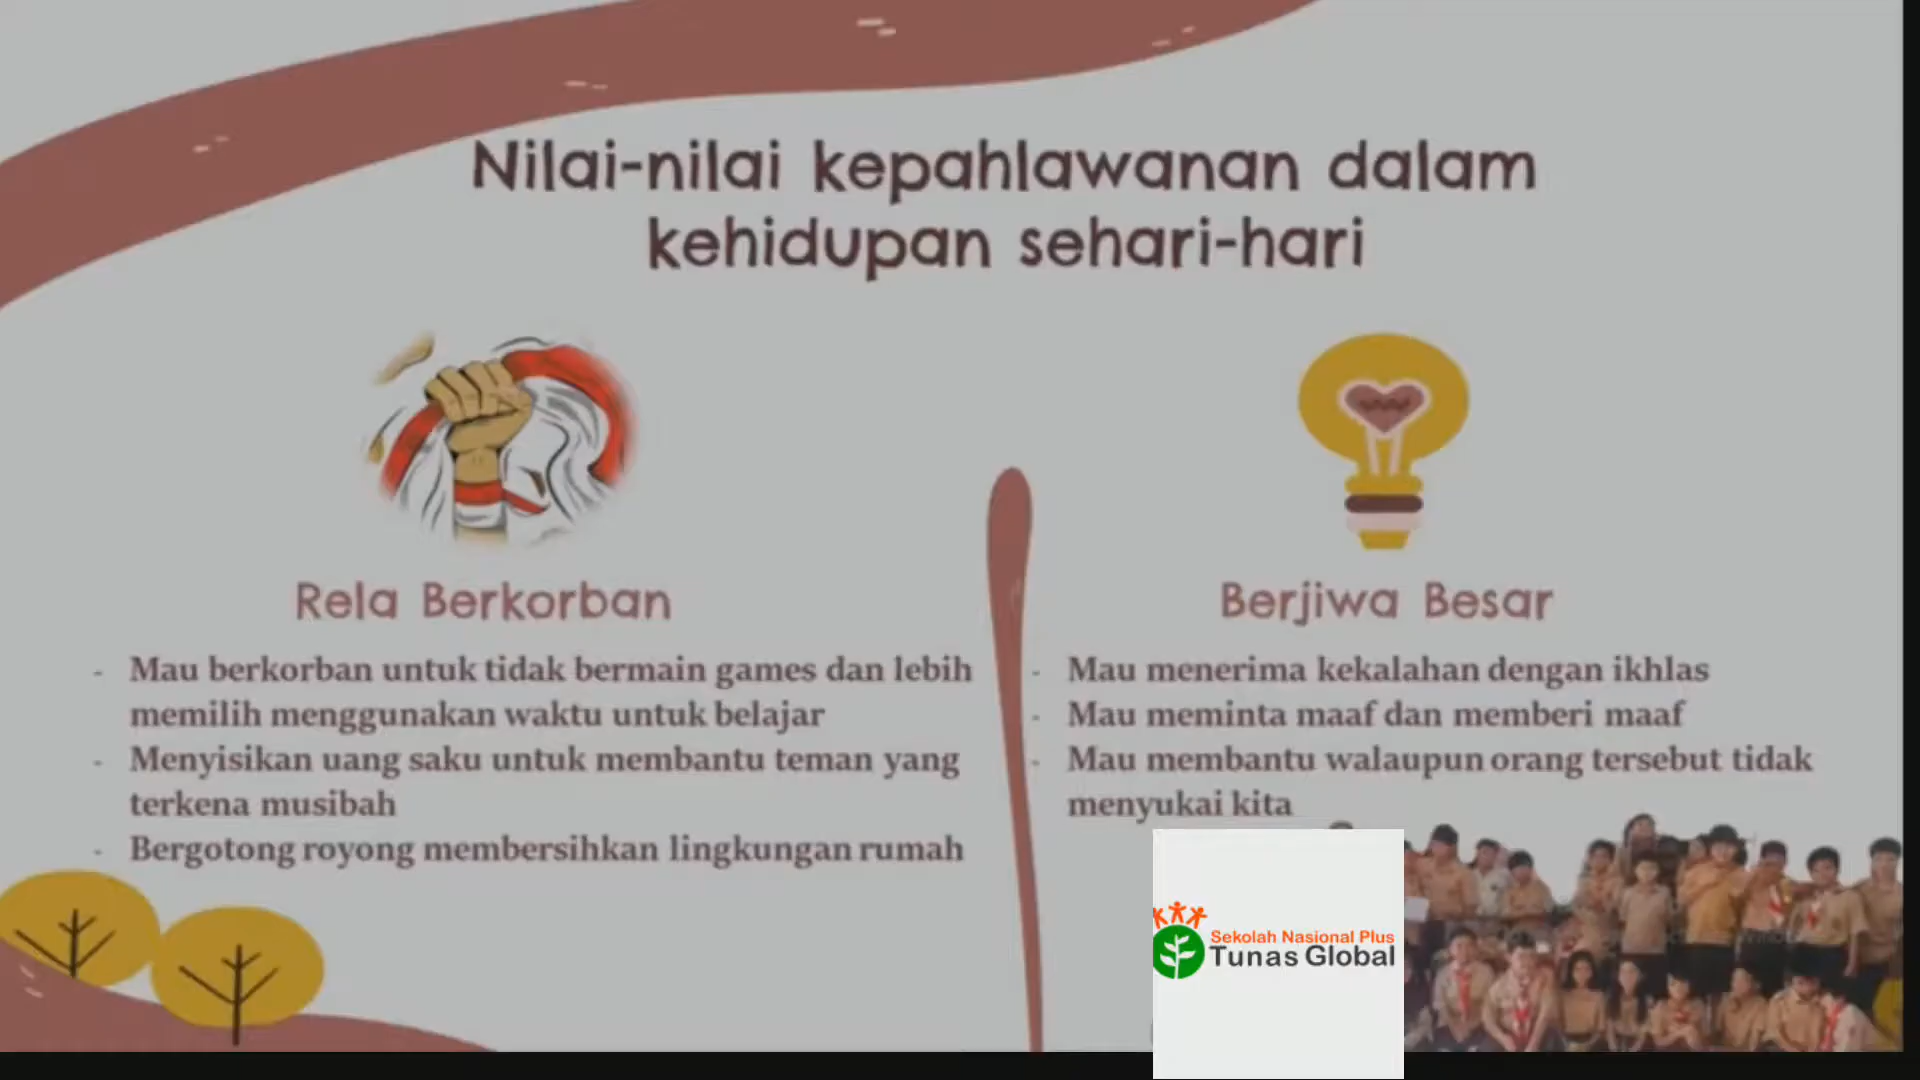 Nilai-nilai kepahlawanan dalam
kehidupan sehari-hari
Rela Berkorban
- Mau berkorban untuk tidak bermain games dan lebih
memilih menggunakan waktu untuk belajar
- Menyisikan uang saku untuk membantu teman yang
terkena musibah
- Bergotong royong membersihkan lingkungan rumah
Berjiwa Besar
- Mau menerima kekalahan dengan ikhlas
- Mau meminta maaf dan memberi maaf
- Mau membantu walaupun orang tersebut tidak
menyukai kita
Sekolah Nasional Plus
Tunas Global